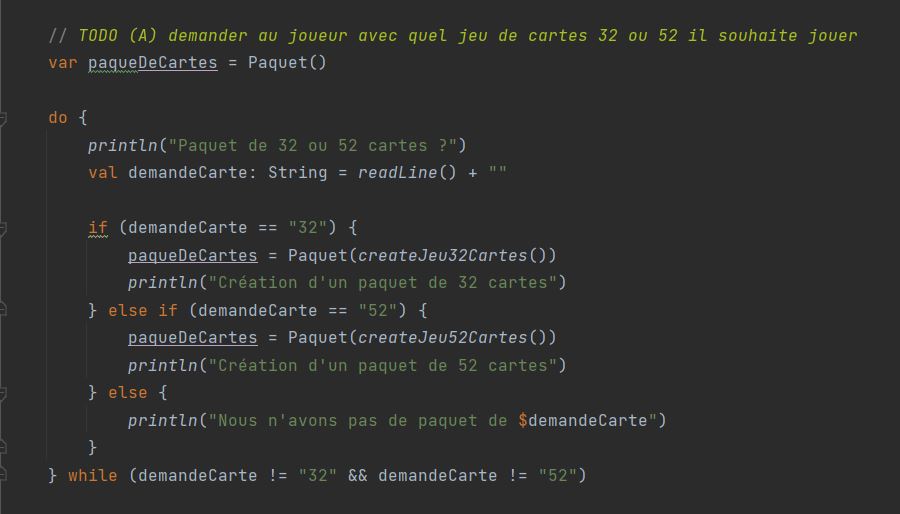 // TODO (A) demander au joueur avec quel jeu de cartes 32 ou 52 il souhaite jouer
var paqueDeCartes = Paquet()
do {
println("Paquet de 32 ou 52 cartes ?")
val demandeCarte: String = readLine() + ""
if (demandeCarte == "32") {
paqueDeCartes = Paquet(createJeu32Cartes())
println("Création d'un paquet de 32 cartes")
} else if (demandeCarte == "52") {
paqueDeCartes = Paquet(createJeu52Cartes())
println("Création d'un paquet de 52 cartes")
} else {
println("Nous n'avons pas de paquet de $demandeCarte")
}
} while (demandeCarte != "32" && demandeCarte != "52")